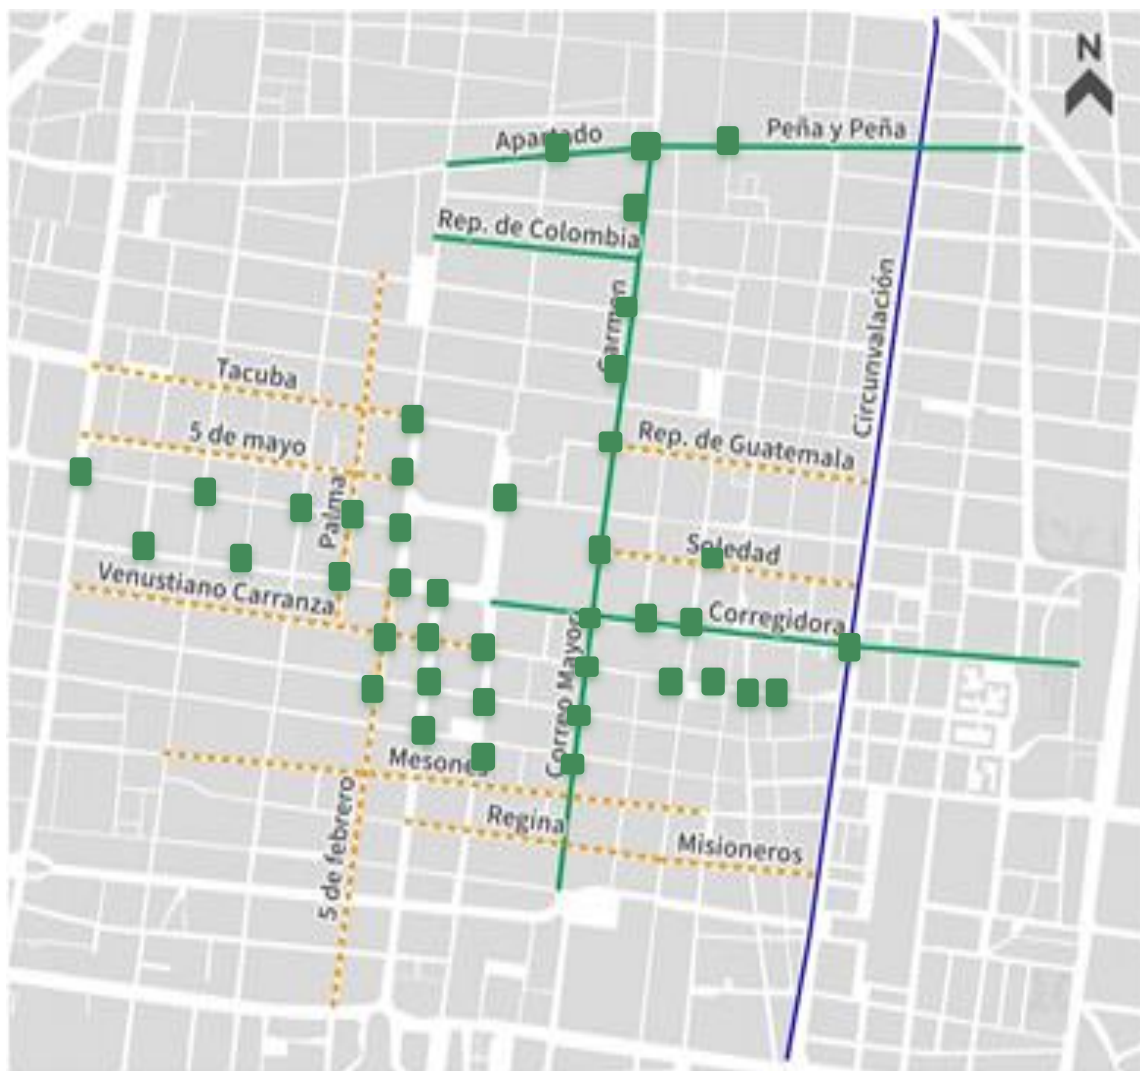 N
Peña y Peña
Apartado
Rep. de Colombia
Carmen
Circunvalación
Tacuba
5 de mayo
Rep. de Guatemala
Palma
Soledad
Venustiano Carranza
Corregidora
Correo Mayor
Mesones
Regina
Misioneros
5 de febrero